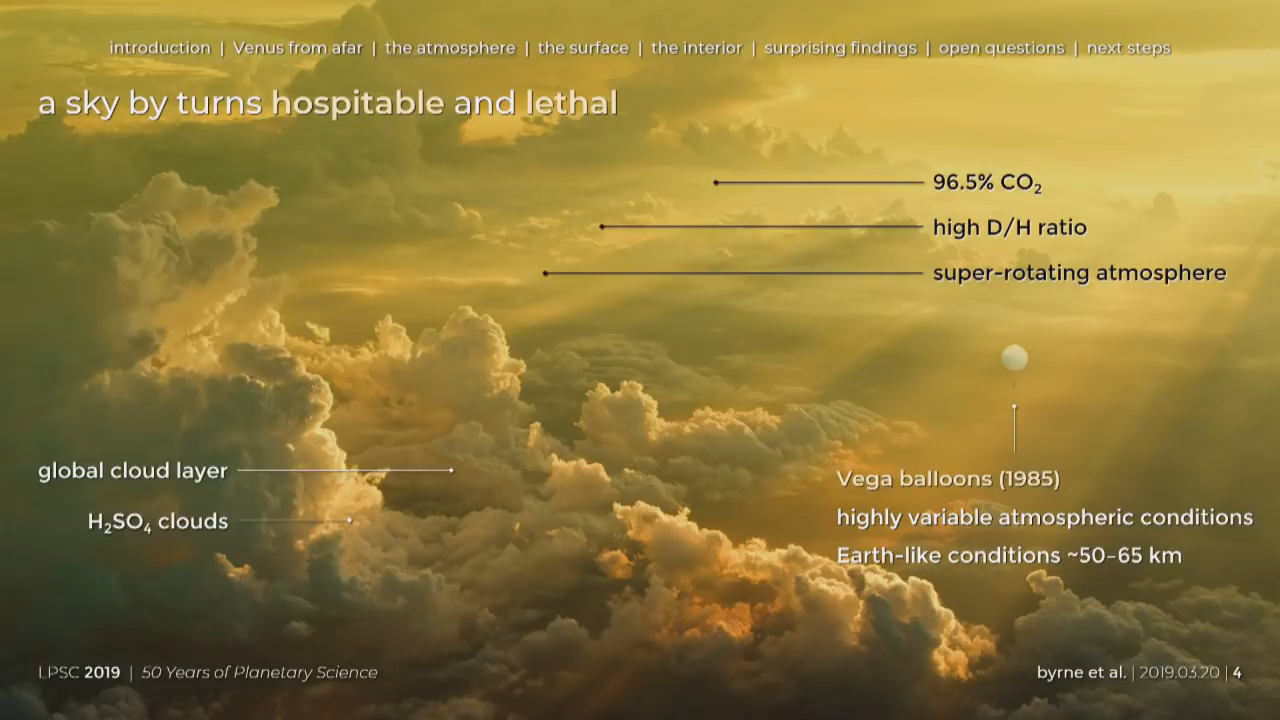 introduction | Venus from afar | the atmosphere | the surface | the interior | surprising findings | open questions | next steps
a sky by turns hospitable and lethal
96.5% CO₂
high D/H ratio
super-rotating atmosphere
global cloud layer
H₂SO₄ clouds
Vega balloons (1985)
highly variable atmospheric conditions
Earth-like conditions ~50–65 km
LPSC 2019 | 50 Years of Planetary Science
byrne et al. | 2019.03.20 | 4